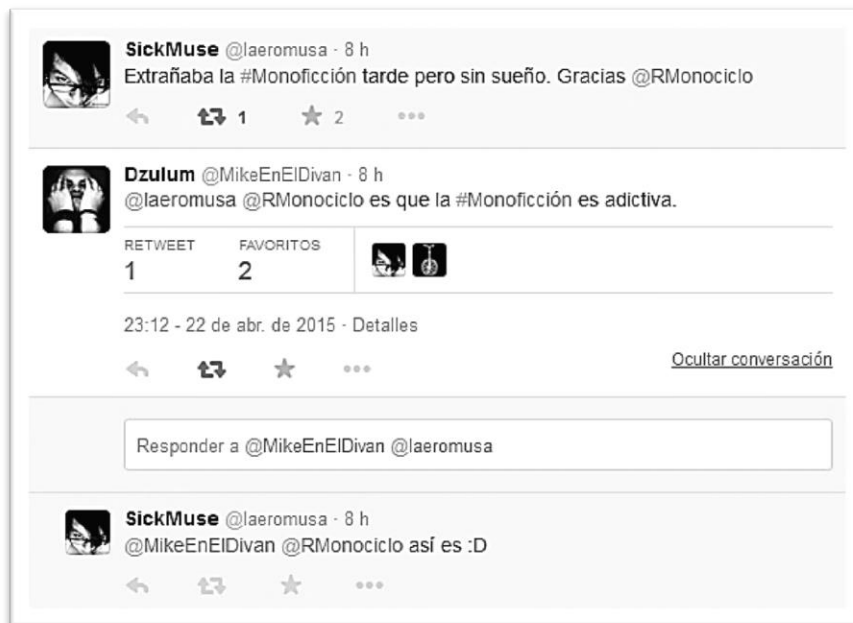 SickMuse @laeromusa · 8 h
Extrañaba la #Monoficción tarde pero sin sueño. Gracias @RMonociclo
1 2
Dzulum @MikeEnElDivan · 8 h
@laeromusa @RMonociclo es que la #Monoficción es adictiva.
RETWEET FAVORITOS
1 2
23:12 - 22 de abr. de 2015 · Detalles
Ocultar conversación
Responder a @MikeEnElDivan @laeromusa
SickMuse @laeromusa · 8 h
@MikeEnElDivan @RMonociclo así es :D